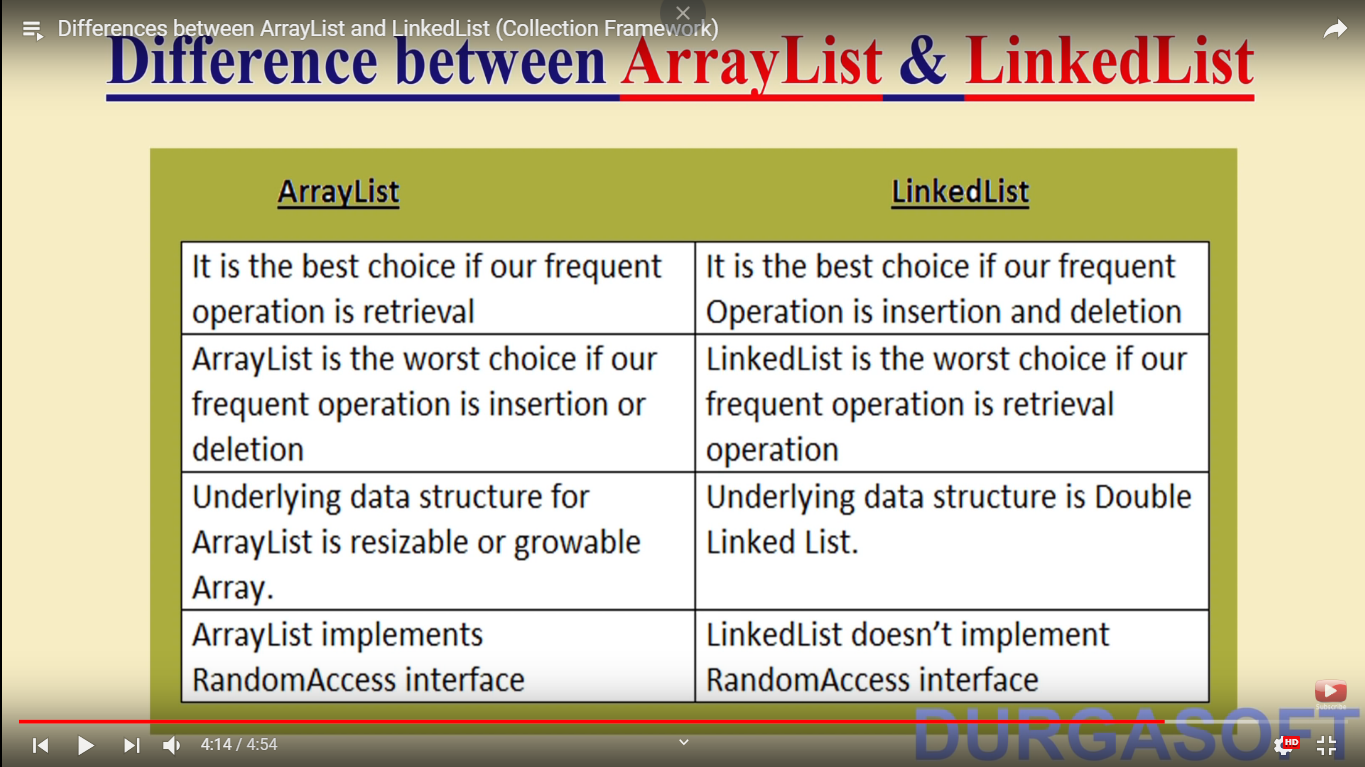 Differences between ArrayList and LinkedList (Collection Framework)
Difference between ArrayList & LinkedList
ArrayList
LinkedList
It is the best choice if our frequent
operation is retrieval
It is the best choice if our frequent
Operation is insertion and deletion
ArrayList is the worst choice if our
frequent operation is insertion or
deletion
LinkedList is the worst choice if our
frequent operation is retrieval
operation
Underlying data structure for
ArrayList is resizable or growable
Array.
Underlying data structure is Double
Linked List.
ArrayList implements
RandomAccess interface
LinkedList doesn’t implement
RandomAccess interface
Subscribe
DURGASOFT
4:14 / 4:54
HD